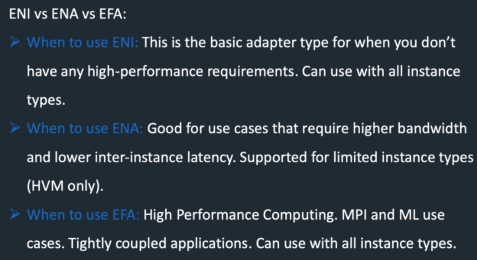 ENI vs ENA vs EFA:
➤ When to use ENI: This is the basic adapter type for when you don't
have any high-performance requirements. Can use with all instance
types.
➤ When to use ENA: Good for use cases that require higher bandwidth
and lower inter-instance latency. Supported for limited instance types
(HVM only).
➤ When to use EFA: High Performance Computing. MPI and ML use
cases. Tightly coupled applications. Can use with all instance types.